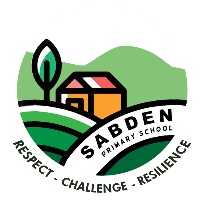 SABDEN
PRIMARY SCHOOL
RESPECT - CHALLENGE - RESILIENCE